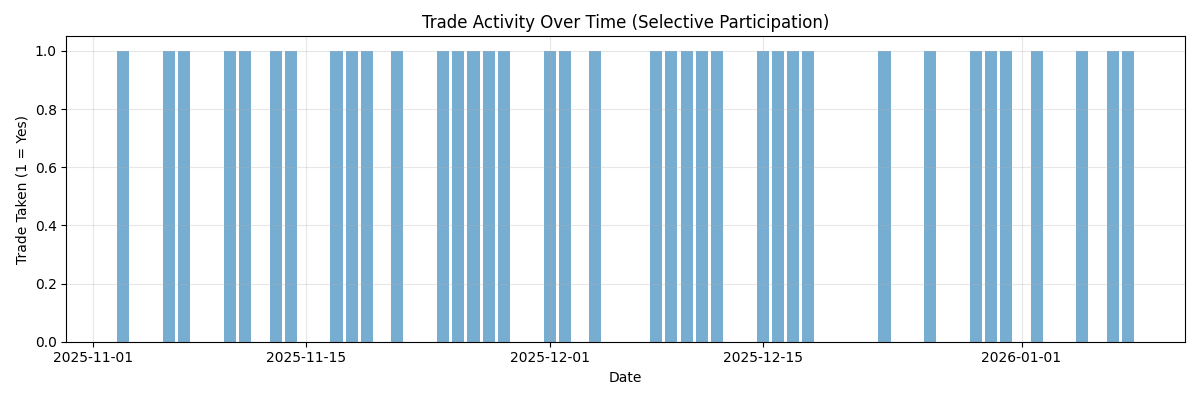 Trade Activity Over Time (Selective Participation)
Trade Taken (1 = Yes)
1.0
0.8
0.6
0.4
0.2
0.0
2025-11-01 2025-11-15 2025-12-01 2025-12-15 2026-01-01
Date